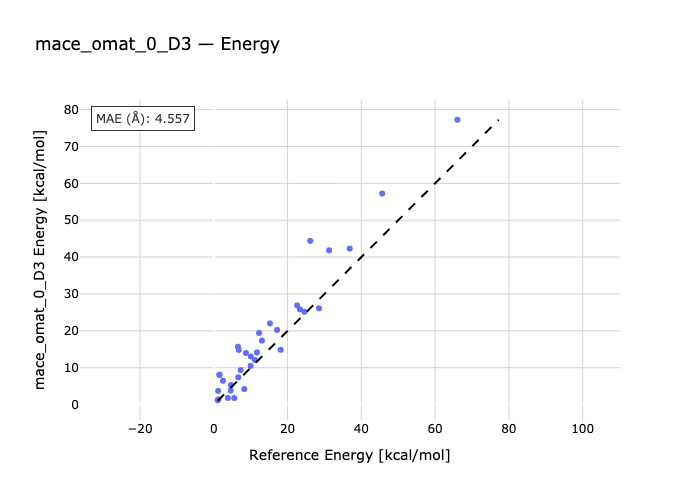 mace_omat_0_D3 — Energy
MAE (Å): 4.557
mace_omat_0_D3 Energy [kcal/mol]
80
70
60
50
40
30
20
10
0
−20 0 20 40 60 80 100
Reference Energy [kcal/mol]